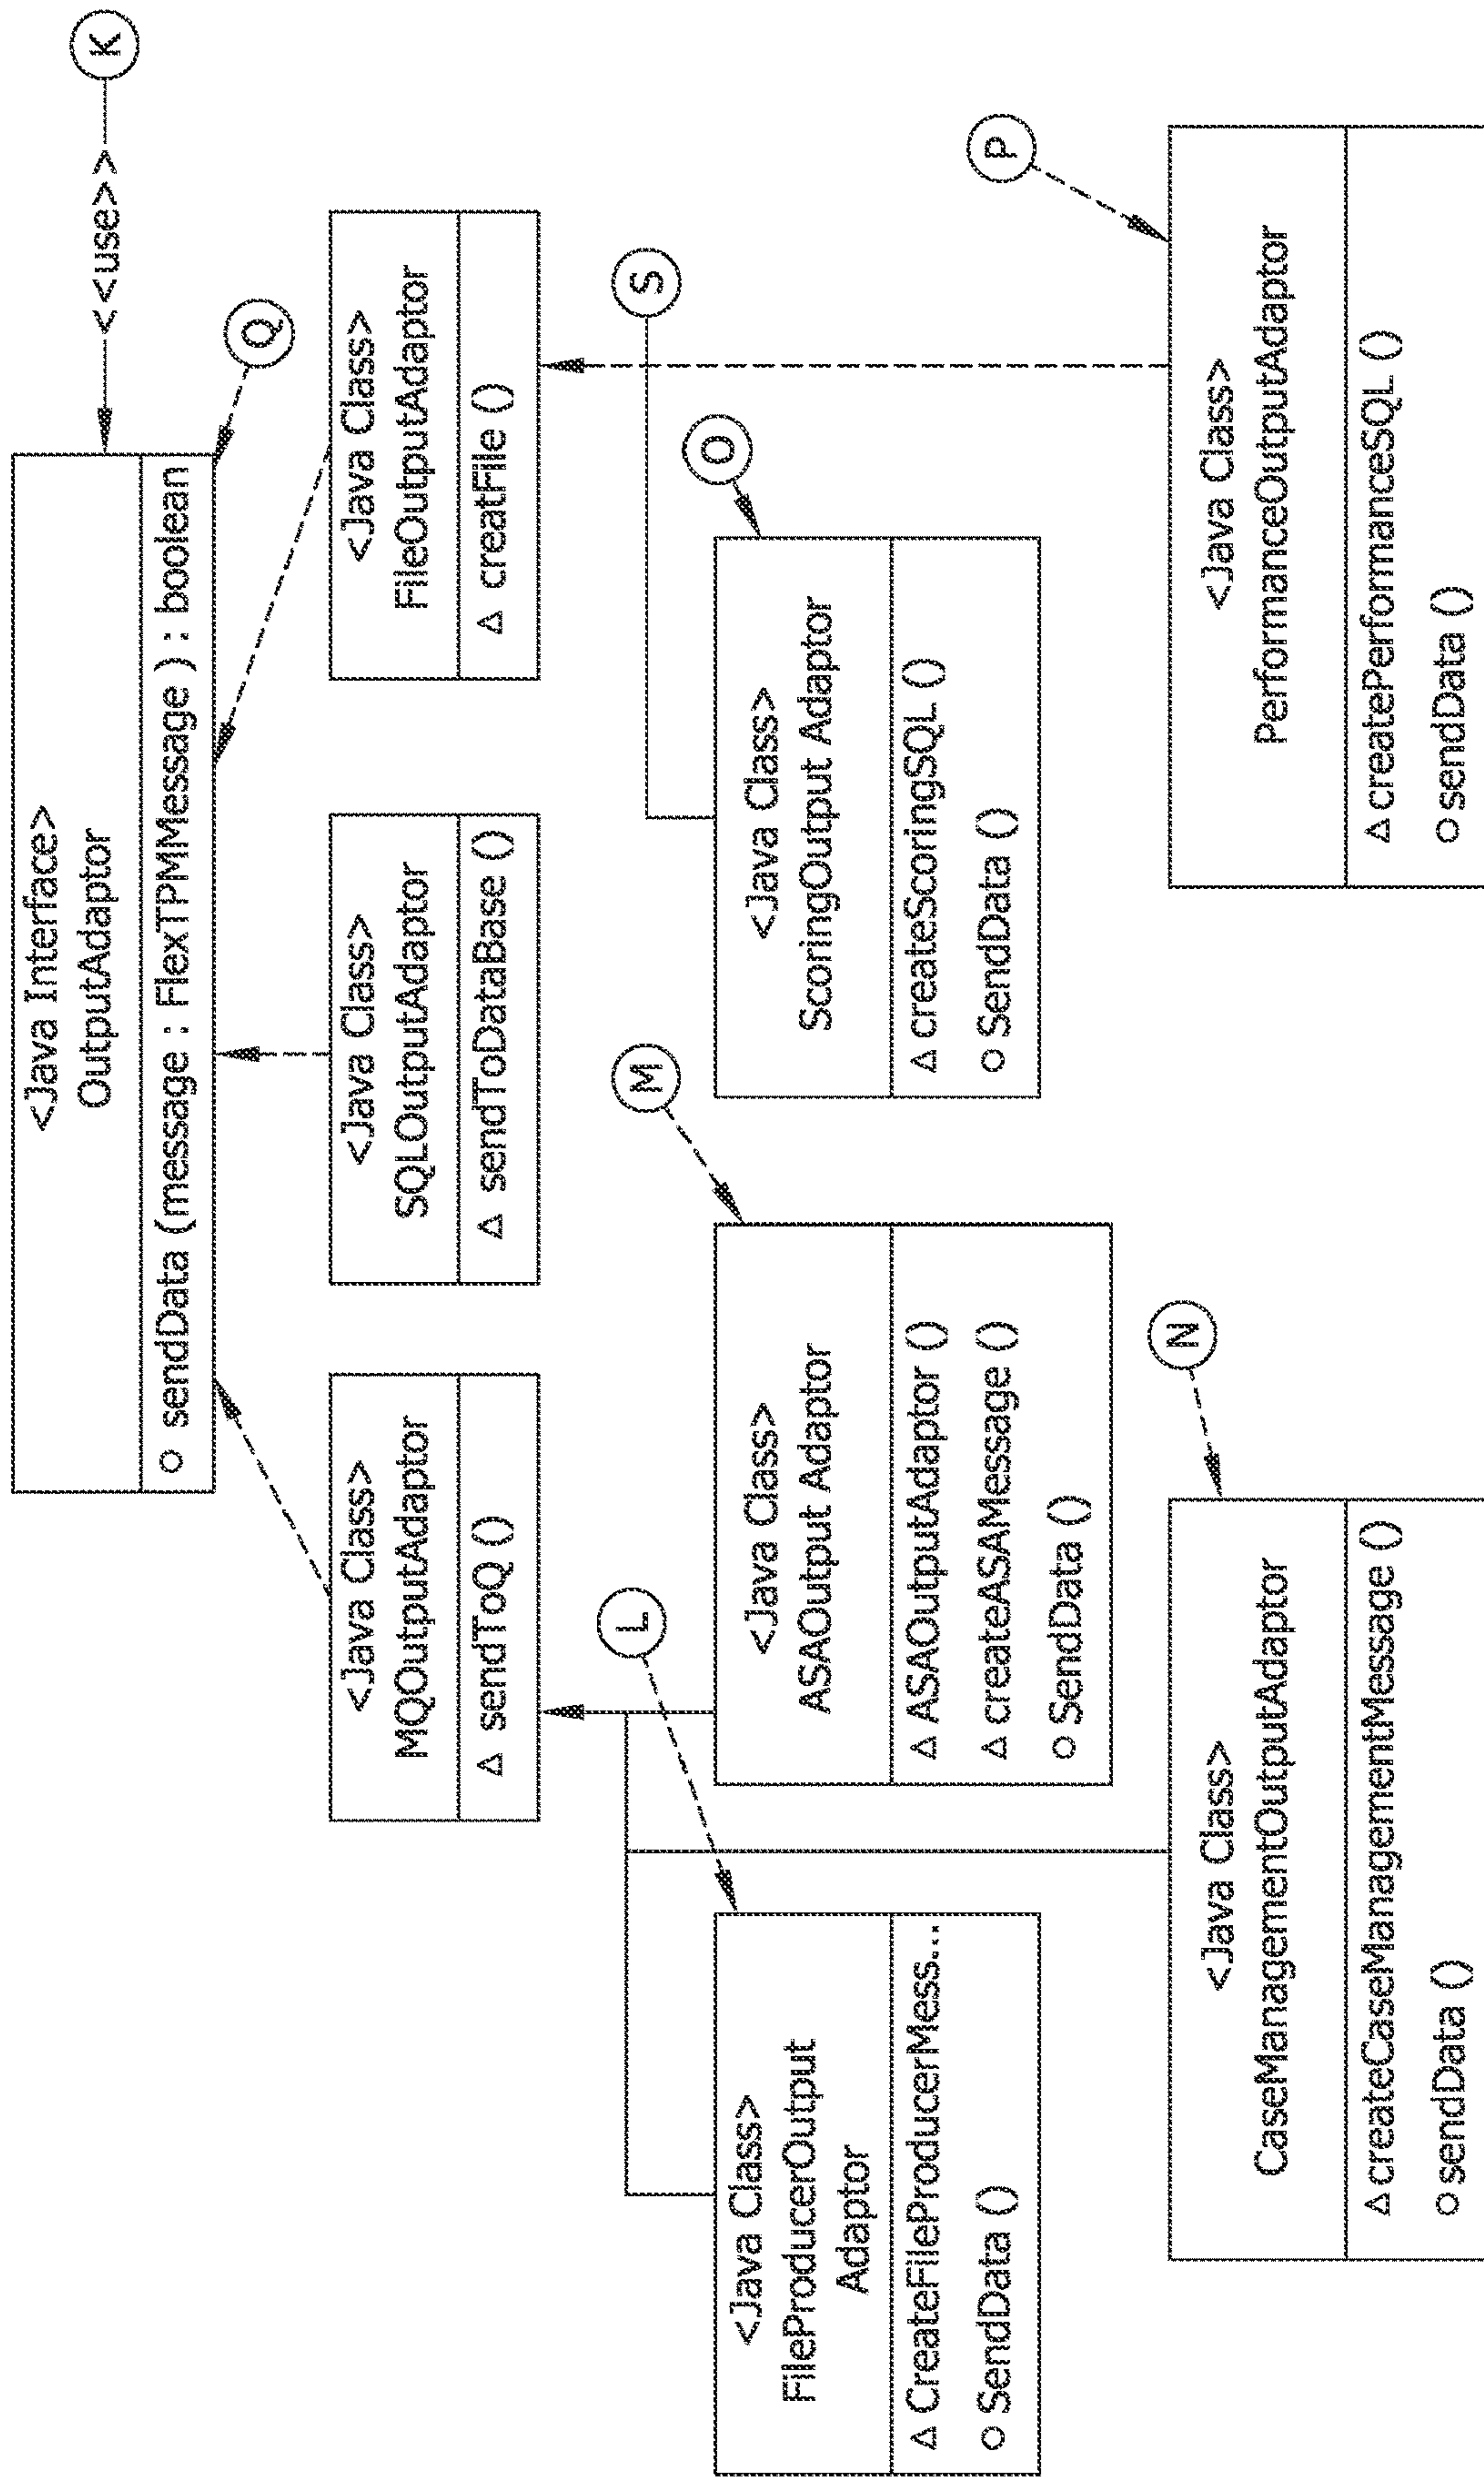 <Java Interface>
OutputAdaptor
○ sendData (message : FlexTPMMessage ) : boolean
<<use>>
K
Q
<Java Class>
MQOutputAdaptor
△ sendToQ ()
<Java Class>
SQLOutputAdaptor
△ sendToDataBase ()
<Java Class>
FileOutputAdaptor
△ creatFile ()
L
M
S
O
<Java Class>
FileProducerOutput
Adaptor
△ CreateFileProducerMess...
○ SendData ()
<Java Class>
ASAOutput Adaptor
△ ASAOutputAdaptor ()
△ createASAMessage ()
○ SendData ()
<Java Class>
ScoringOutput Adaptor
△ createScoringSQL ()
○ SendData ()
N
P
<Java Class>
CaseManagementOutputAdaptor
△ createCaseManagementMessage ()
○ sendData ()
<Java Class>
PerformanceOutputAdaptor
△ createPerformanceSQL ()
○ sendData ()